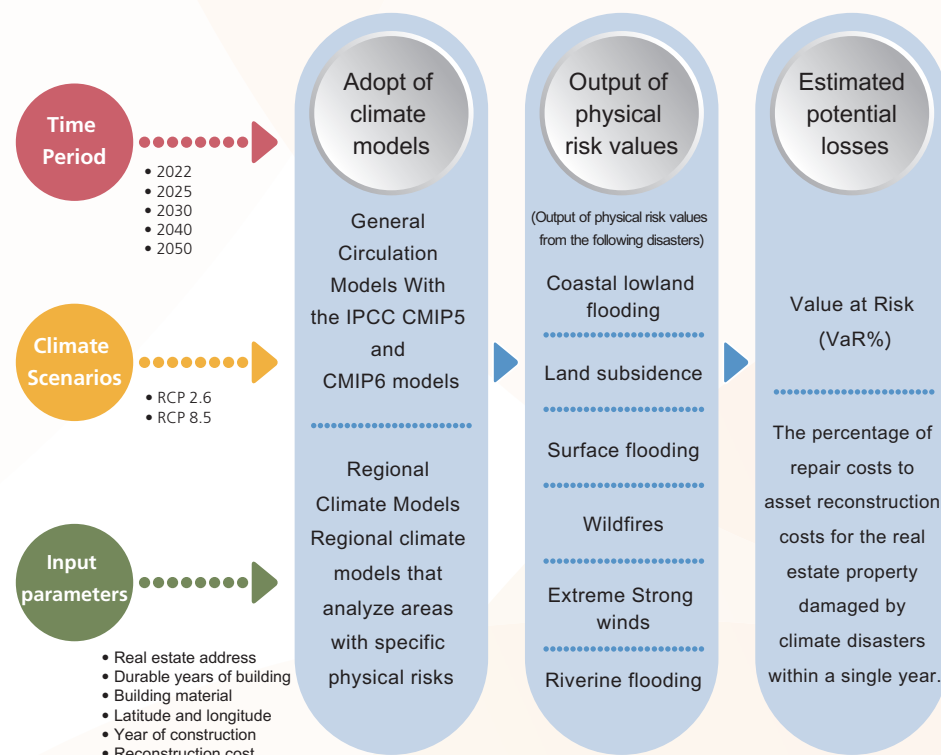 Time
Period
• 2022
• 2025
• 2030
• 2040
• 2050
Climate
Scenarios
• RCP 2.6
• RCP 8.5
Input
parameters
• Real estate address
• Durable years of building
• Building material
• Latitude and longitude
• Year of construction
• Reconstruction cost
Adopt of
climate
models
General
Circulation
Models With
the IPCC CMIP5
and
CMIP6 models
Regional
Climate Models
Regional climate
models that
analyze areas
with specific
physical risks
Output of
physical
risk values
(Output of physical risk values
from the following disasters)
Coastal lowland
flooding
Land subsidence
Surface flooding
Wildfires
Extreme Strong
winds
Riverine flooding
Estimated
potential
losses
Value at Risk
(VaR%)
The percentage of
repair costs to
asset reconstruction
costs for the real
estate property
damaged by
climate disasters
within a single year.